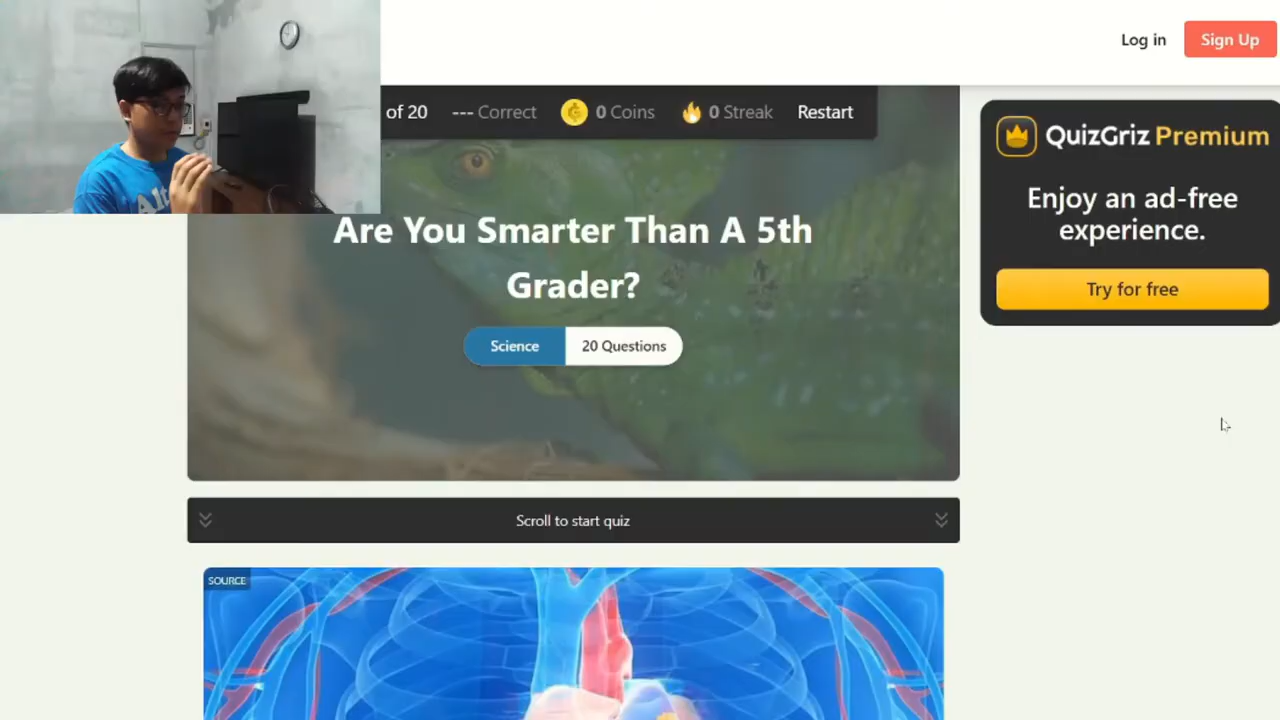 Log in
Sign Up
of 20
--- Correct
0 Coins
0 Streak
Restart
QuizGriz Premium
Enjoy an ad-free
experience.
Try for free
Are You Smarter Than A 5th
Grader?
Science
20 Questions
Scroll to start quiz
SOURCE